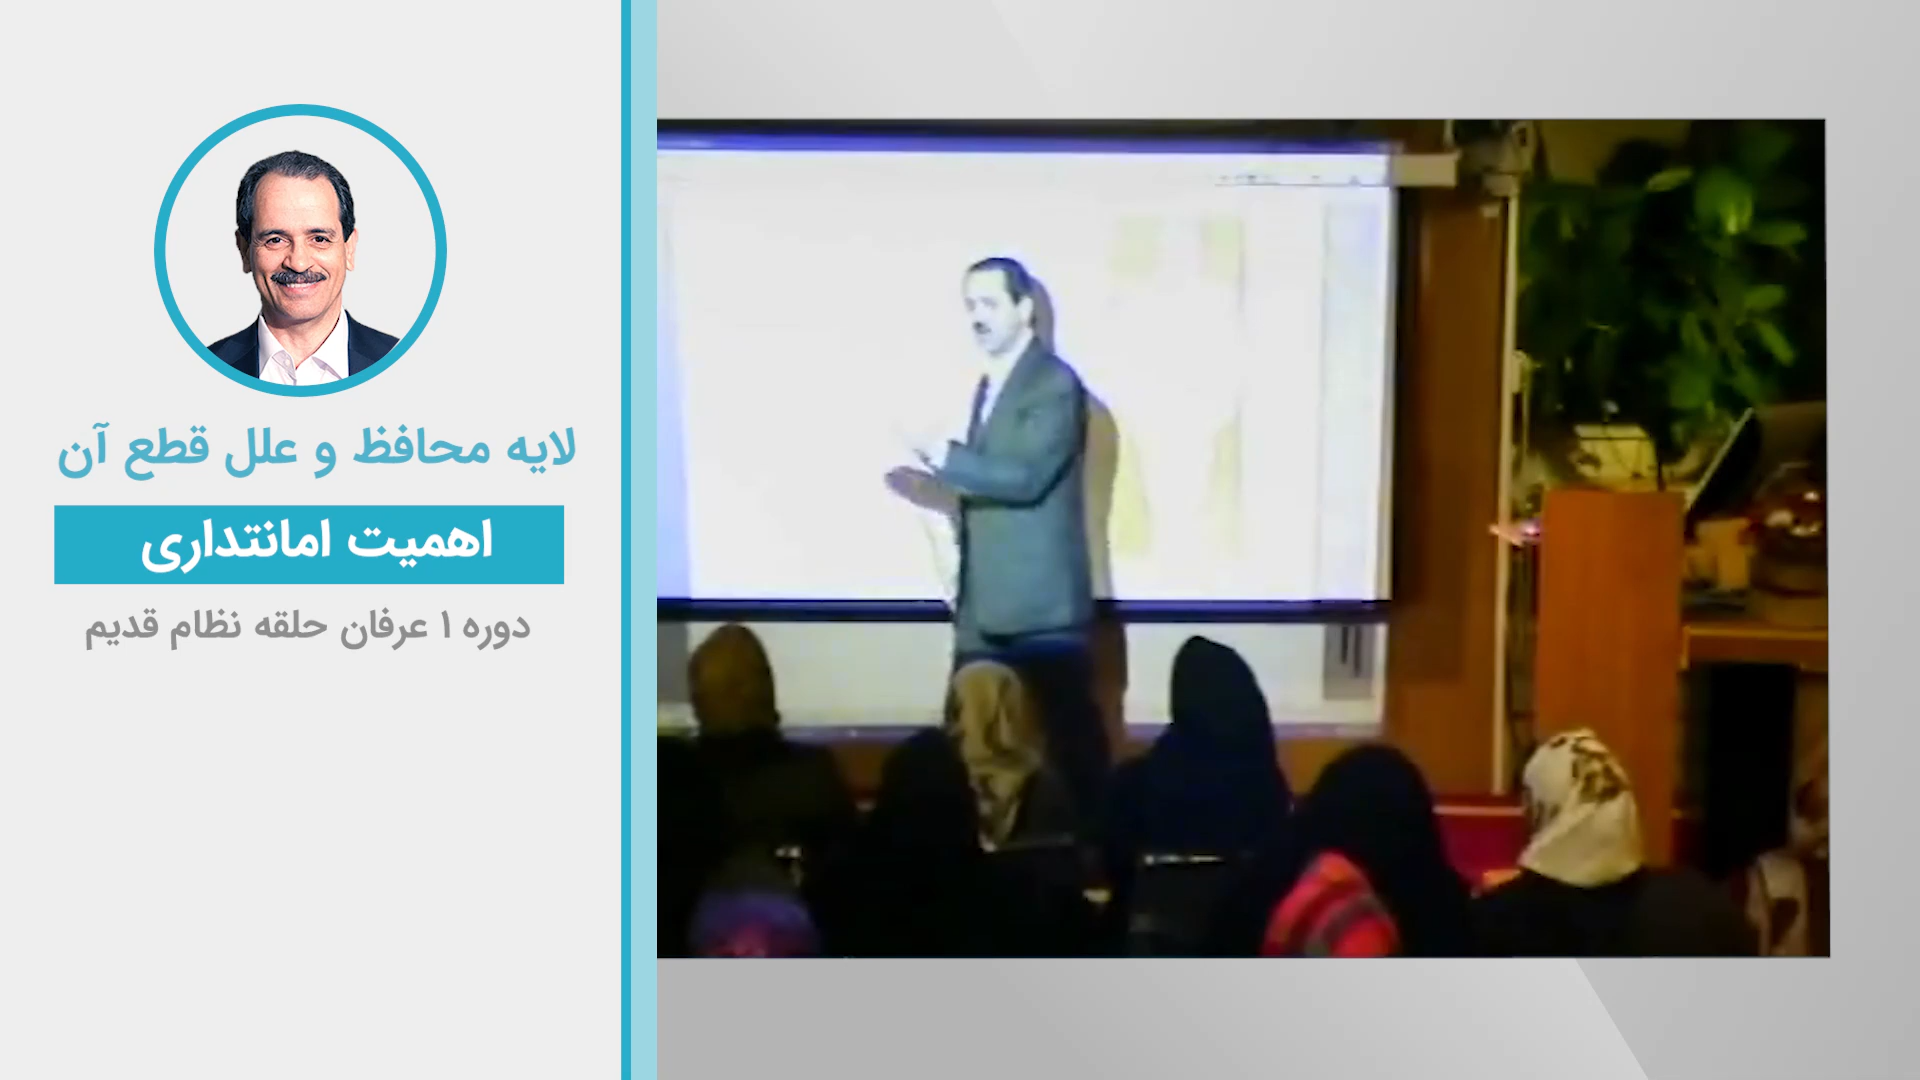 لایه محافظ و علل قطع آن
اهمیت امانتداری
دوره ۱ عرفان حلقه نظام قدیم